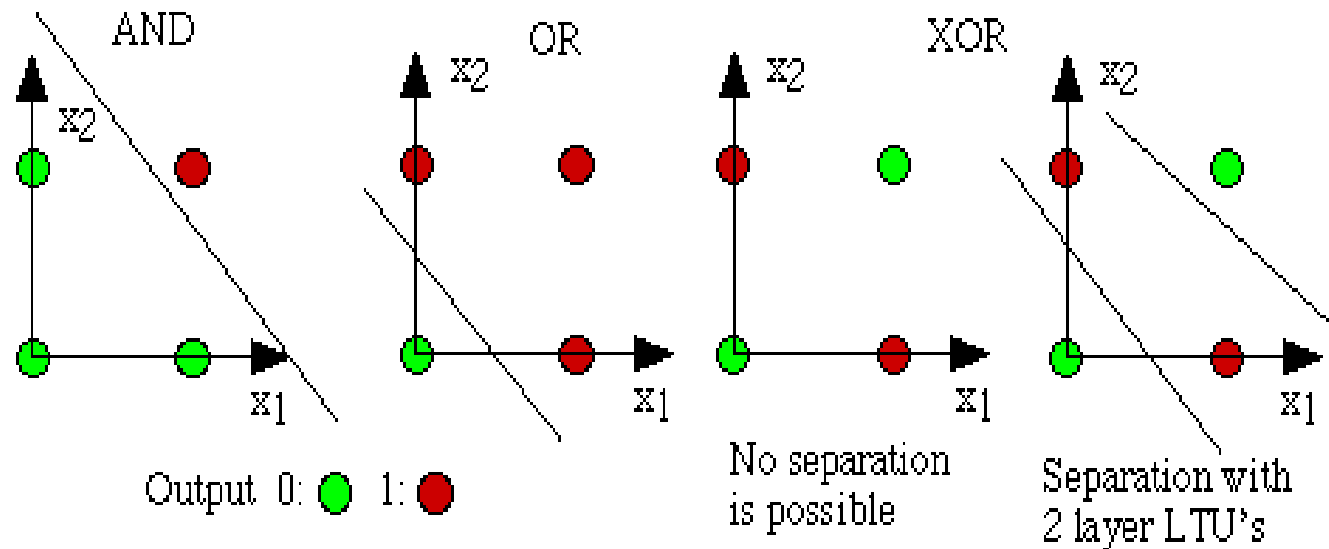 AND
OR
XOR
x2
x2
x2
x2
x1
x1
x1
x1
No separation
is possible
Separation with
2 layer LTU's
Output 0: 1: